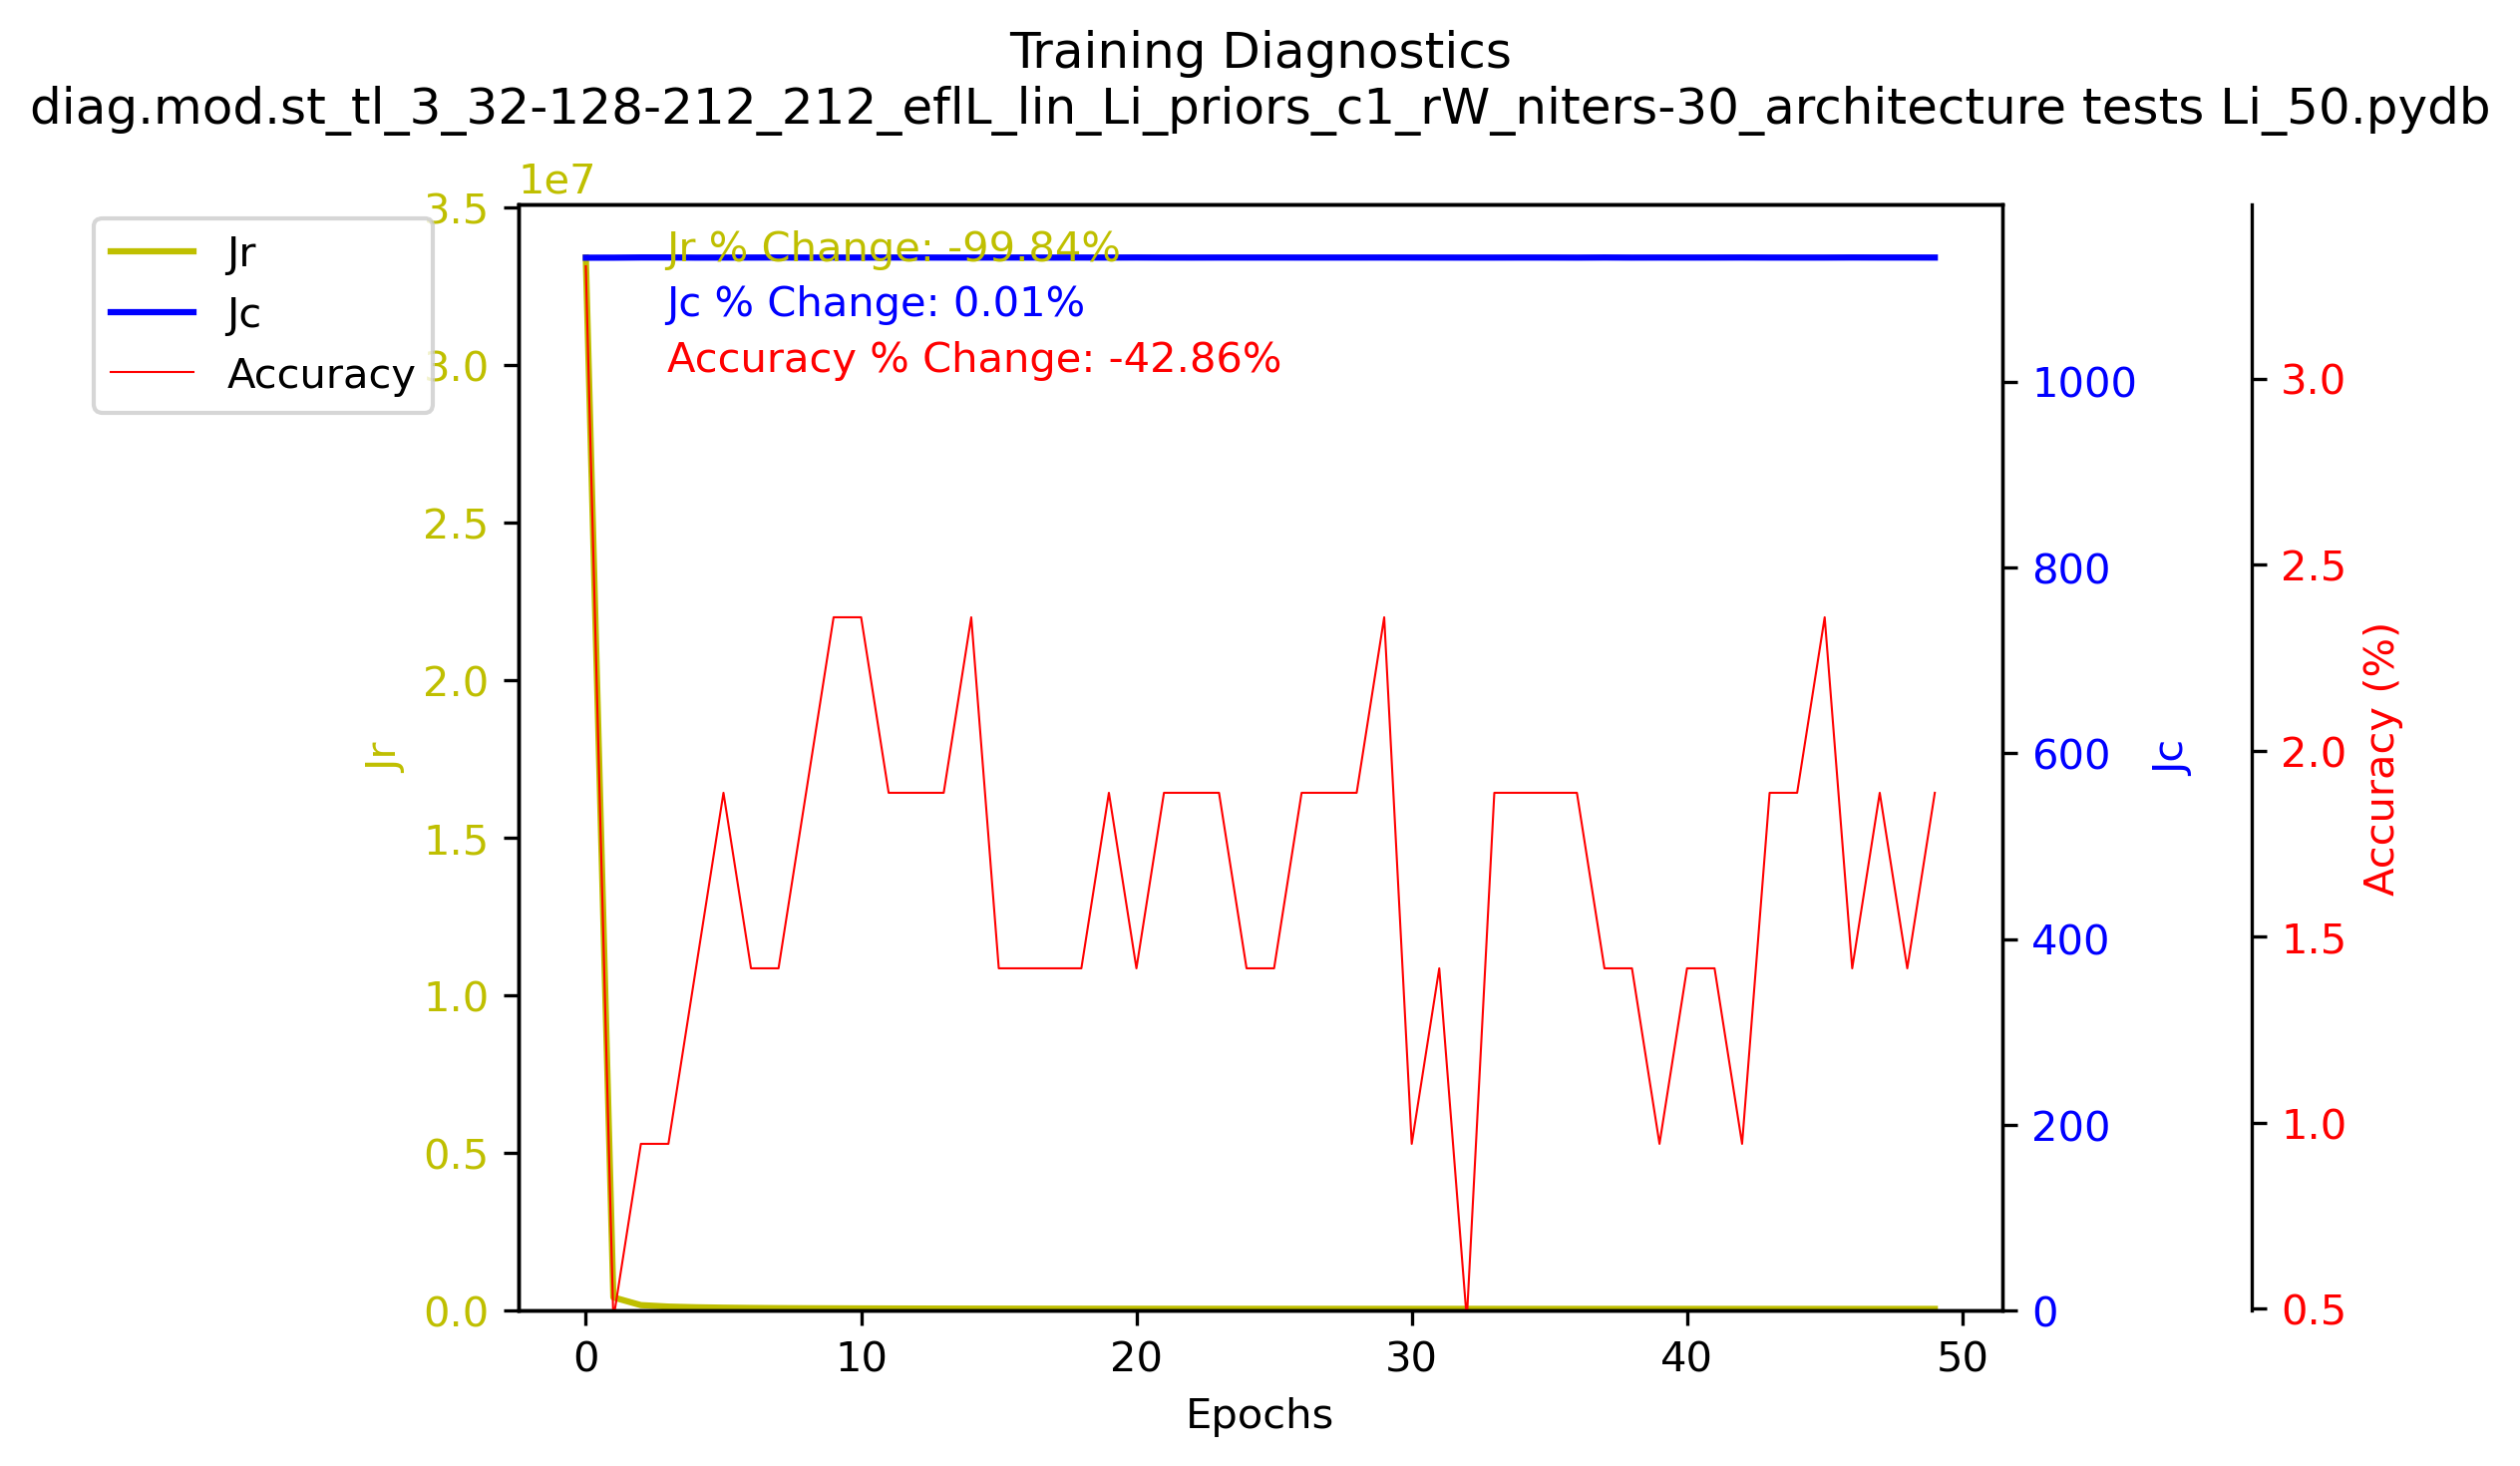 Training Diagnostics
diag.mod.st_tl_3_32-128-212_212_eflL_lin_Li_priors_c1_rW_niters-30_architecture tests Li_50.pydb
1e7
Jr
Jc
Accuracy
3.5
3.0
2.5
2.0
1.5
1.0
0.5
0.0
Jr
Jr % Change: -99.84%
Jc % Change: 0.01%
Accuracy % Change: -42.86%
1000
800
600
400
200
0
Jc
3.0
2.5
2.0
1.5
1.0
0.5
Accuracy (%)
0 10 20 30 40 50
Epochs